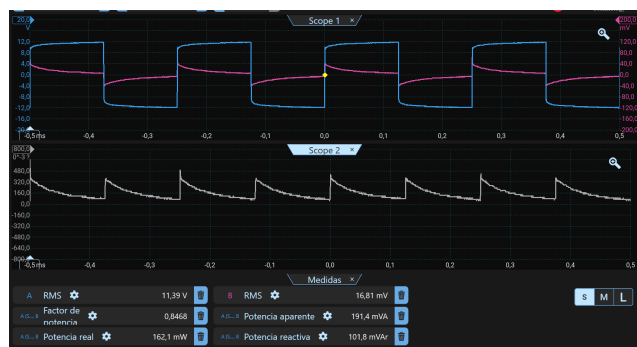 Scope 1 ×
20,0 200,0
V mV
12,0 120,0
8,0 80,0
4,0 40,0
0,0 0,0
-4,0 -40,0
-8,0 -80,0
-12,0 -120,0
-16,0
-0,5 ms -0,4 -0,3 -0,2 -0,1 0,0 0,1 0,2 0,3 0,4 0,5
800,0 Scope 2 ×
480,0
320,0
160,0
0,0
-160,0
-320,0
-480,0
-640,0
-0,5 ms -0,4 -0,3 -0,2 -0,1 0,0 0,1 0,2 0,3 0,4 0,5
Medidas ×
A RMS 11,39 V B RMS 16,81 mV S M L
Factor de
potencia 0,8468 Potencia aparente 191,4 mVA
Potencia real 162,1 mW Potencia reactiva 101,8 mVAr